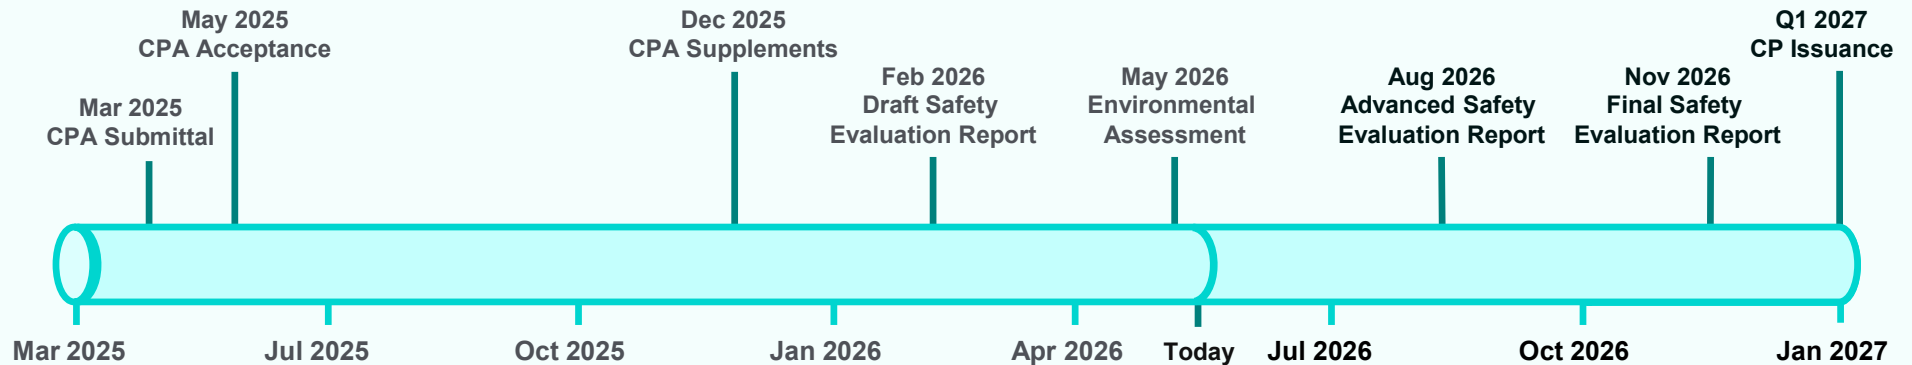 May 2025
CPA Acceptance
Dec 2025
CPA Supplements
Q1 2027
CP Issuance
Mar 2025
CPA Submittal
Feb 2026
Draft Safety
Evaluation Report
May 2026
Environmental
Assessment
Aug 2026
Advanced Safety
Evaluation Report
Nov 2026
Final Safety
Evaluation Report
Mar 2025
Jul 2025
Oct 2025
Jan 2026
Apr 2026
Today
Jul 2026
Oct 2026
Jan 2027